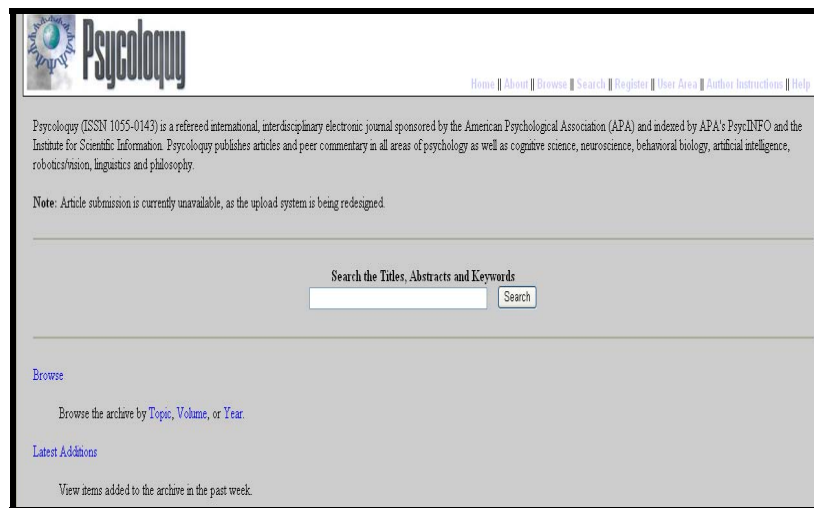 Psycoloquy
Home || About || Browse || Search || Register || User Area || Author Instructions || Help
Psycoloquy (ISSN 1055-0143) is a refereed international, interdisciplinary electronic journal sponsored by the American Psychological Association (APA) and indexed by APA's PsycINFO and the
Institute for Scientific Information. Psycoloquy publishes articles and peer commentary in all areas of psychology as well as cognitive science, neuroscience, behavioral biology, artificial intelligence,
robotics/vision, linguistics and philosophy.
Note: Article submission is currently unavailable, as the upload system is being redesigned.
Search the Titles, Abstracts and Keywords
Search
Browse
Browse the archive by Topic, Volume, or Year.
Latest Additions
View items added to the archive in the past week.